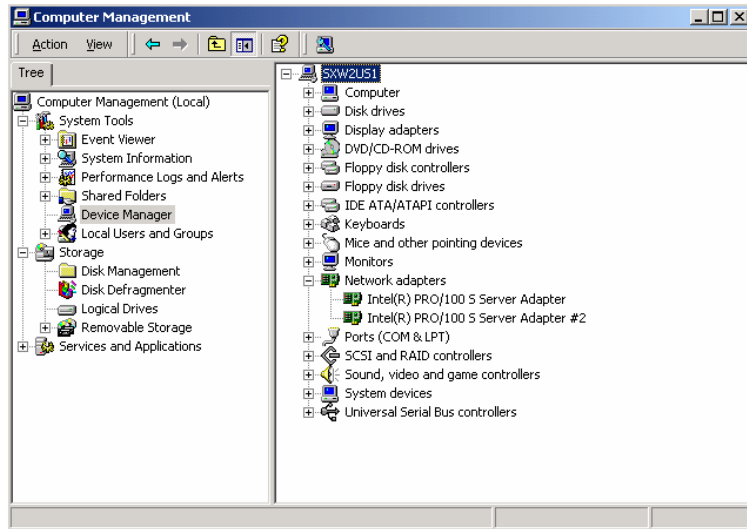 Computer Management
Action View
Tree
Computer Management (Local)
System Tools
Event Viewer
System Information
Performance Logs and Alerts
Shared Folders
Device Manager
Local Users and Groups
Storage
Disk Management
Disk Defragmenter
Logical Drives
Removable Storage
Services and Applications
SXW2US1
Computer
Disk drives
Display adapters
DVD/CD-ROM drives
Floppy disk controllers
Floppy disk drives
IDE ATA/ATAPI controllers
Keyboards
Mice and other pointing devices
Monitors
Network adapters
Intel(R) PRO/100 S Server Adapter
Intel(R) PRO/100 S Server Adapter #2
Ports (COM & LPT)
SCSI and RAID controllers
Sound, video and game controllers
System devices
Universal Serial Bus controllers